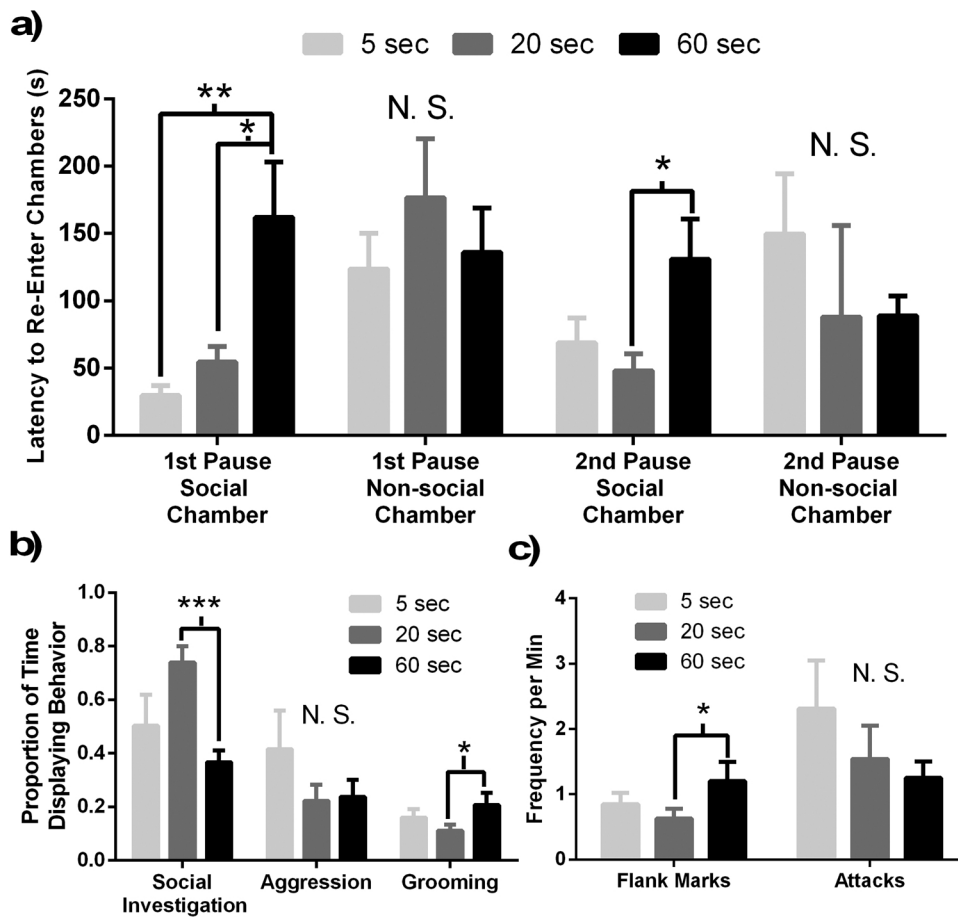 a)
5 sec 20 sec 60 sec
Latency to Re-Enter Chambers (s)
250
200
150
100
50
0
**
*
N. S.
*
N. S.
1st Pause
Social
Chamber
1st Pause
Non-social
Chamber
2nd Pause
Social
Chamber
2nd Pause
Non-social
Chamber
b)
Proportion of Time
Displaying Behavior
1.0
0.8
0.6
0.4
0.2
0.0
5 sec
20 sec
60 sec
***
N. S.
*
Social
Investigation
Aggression
Grooming
c)
Frequency per Min
4
3
2
1
0
5 sec
20 sec
60 sec
*
N. S.
Flank Marks
Attacks